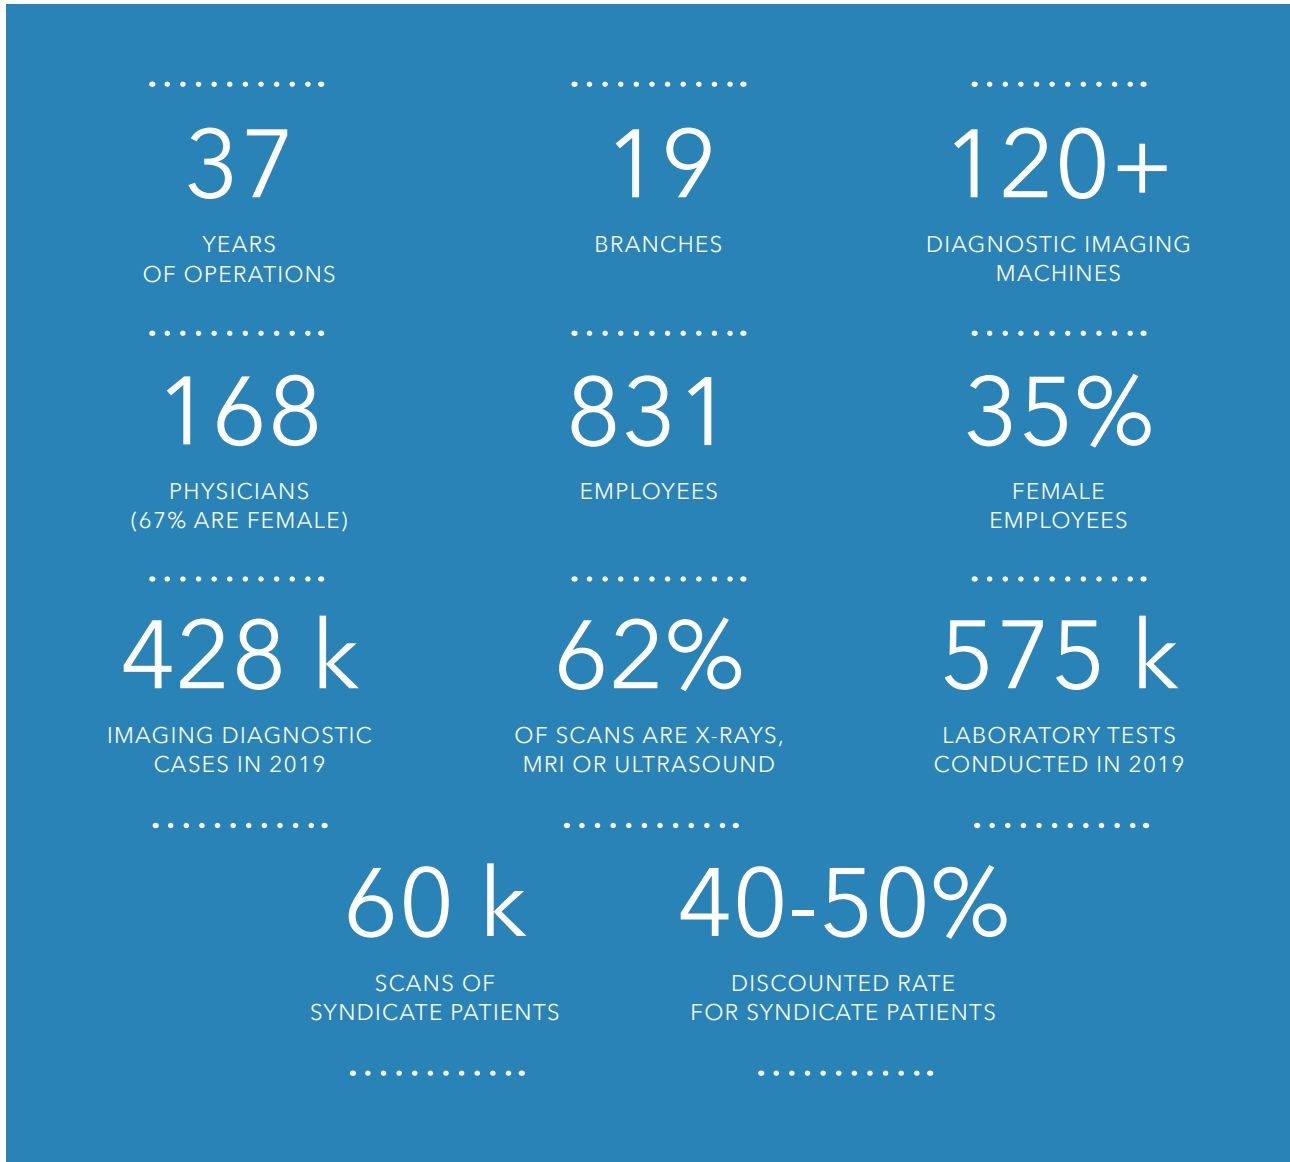 37
YEARS
OF OPERATIONS
19
BRANCHES
120+
DIAGNOSTIC IMAGING
MACHINES
168
PHYSICIANS
(67% ARE FEMALE)
831
EMPLOYEES
35%
FEMALE
EMPLOYEES
428 k
IMAGING DIAGNOSTIC
CASES IN 2019
62%
OF SCANS ARE X-RAYS,
MRI OR ULTRASOUND
575 k
LABORATORY TESTS
CONDUCTED IN 2019
60 k
SCANS OF
SYNDICATE PATIENTS
40-50%
DISCOUNTED RATE
FOR SYNDICATE PATIENTS